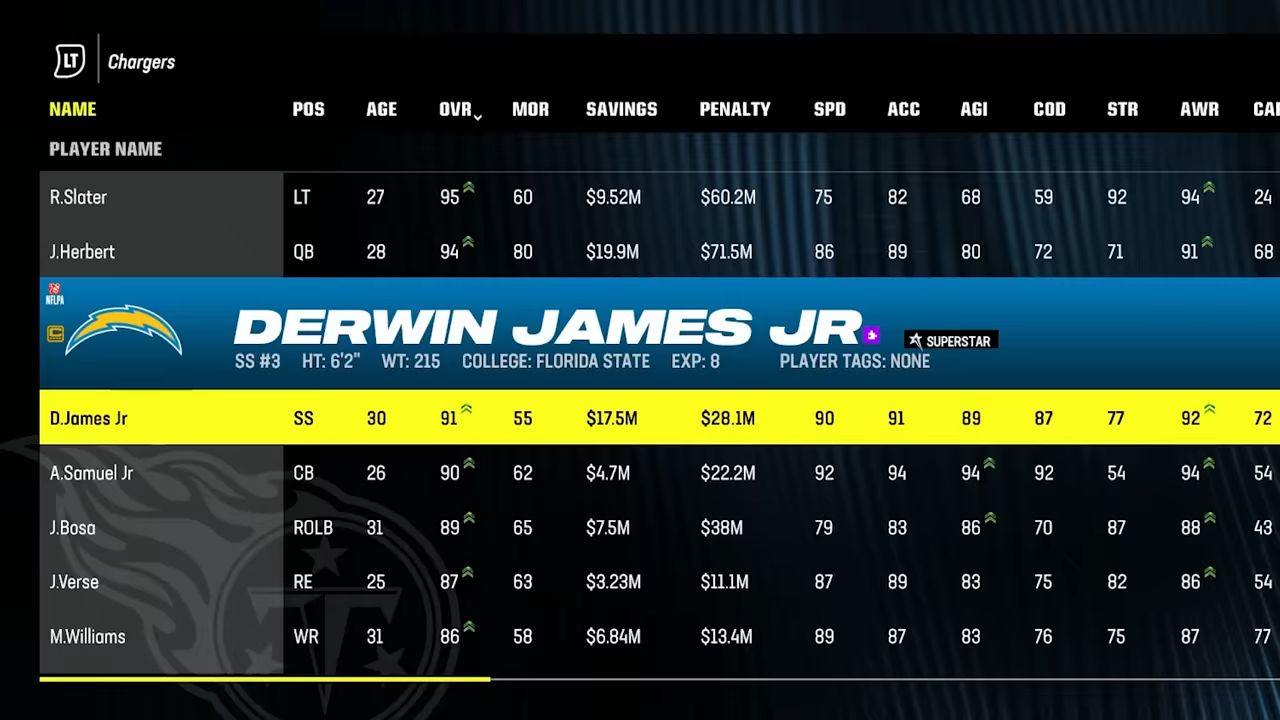 LT Chargers
NAME POS AGE OVR MOR SAVINGS PENALTY SPD ACC AGI COD STR AWR CAR
PLAYER NAME
R.Slater LT 27 95 60 $9.52M $60.2M 75 82 68 59 92 94 24
J.Herbert QB 28 94 80 $19.9M $71.5M 86 89 80 72 71 91 68
NFLPA
C
DERWIN JAMES JR. SUPERSTAR
SS #3 HT: 6'2" WT: 215 COLLEGE: FLORIDA STATE EXP: 8 PLAYER TAGS: NONE
D.James Jr SS 30 91 55 $17.5M $28.1M 90 91 89 87 77 92 72
A.Samuel Jr CB 26 90 62 $4.7M $22.2M 92 94 94 92 54 94 54
J.Bosa ROLB 31 89 65 $7.5M $38M 79 83 86 70 87 88 43
J.Verse RE 25 87 63 $3.23M $11.1M 87 89 83 75 82 86 54
M.Williams WR 31 86 58 $6.84M $13.4M 89 87 83 76 75 87 77